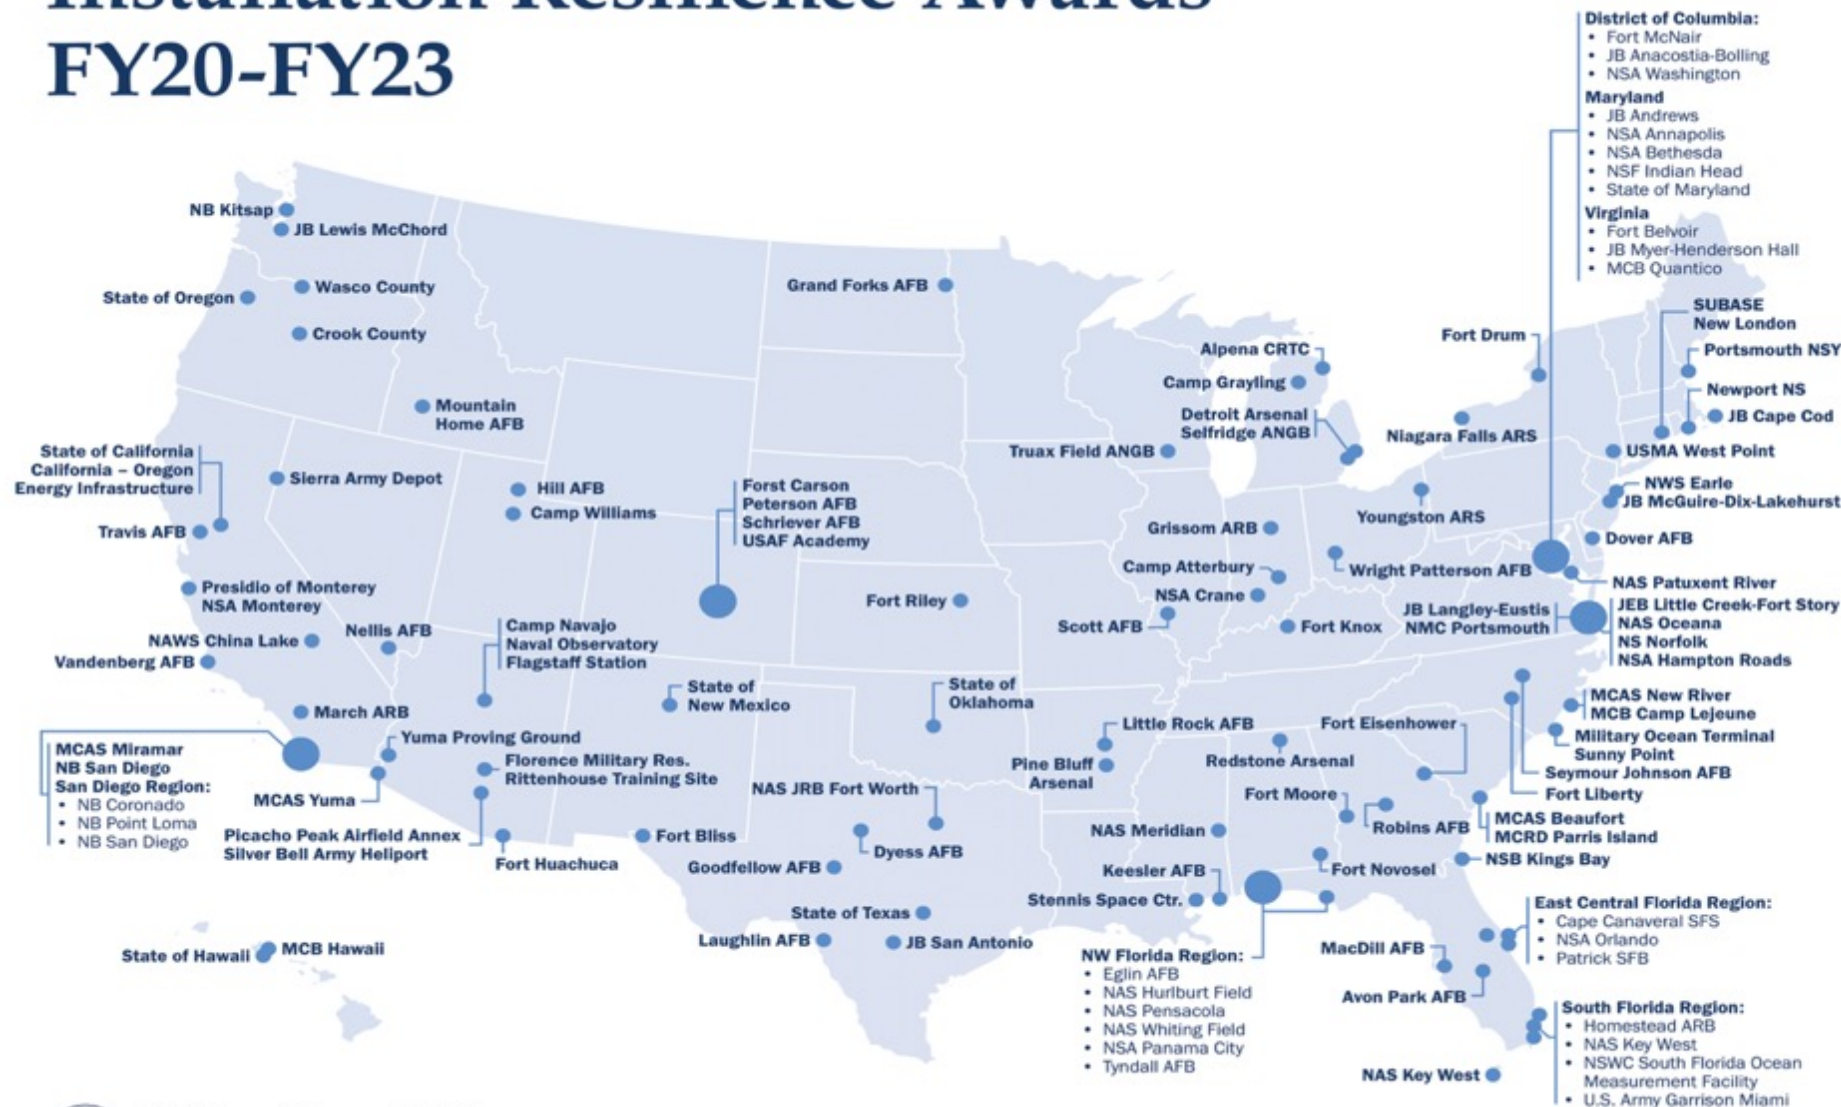 Installation Resilience Awards
FY20-FY23
District of Columbia:
• Fort McNair
• JB Anacostia-Bolling
• NSA Washington
Maryland
• JB Andrews
• NSA Annapolis
• NSA Bethesda
• NSF Indian Head
• State of Maryland
Virginia
• Fort Belvoir
• JB Myer-Henderson Hall
• MCB Quantico
NB Kitsap
JB Lewis McChord
Wasco County
State of Oregon
Crook County
Grand Forks AFB
Mountain
Home AFB
Alpena CRTC
Camp Grayling
Detroit Arsenal
Selfridge ANGB
Truax Field ANGB
Fort Drum
Niagara Falls ARS
SUBASE
New London
Portsmouth NSY
Newport NS
JB Cape Cod
USMA West Point
NWS Earle
JB McGuire-Dix-Lakehurst
State of California
California – Oregon
Energy Infrastructure
Sierra Army Depot
Travis AFB
Hill AFB
Camp Williams
Forst Carson
Peterson AFB
Schriever AFB
USAF Academy
Youngston ARS
Grissom ARB
Dover AFB
Camp Atterbury
Wright Patterson AFB
NAS Patuxent River
Presidio of Monterey
NSA Monterey
NSA Crane
Fort Riley
Scott AFB
Fort Knox
JB Langley-Eustis
NMC Portsmouth
JEB Little Creek-Fort Story
NAS Oceana
NS Norfolk
NSA Hampton Roads
NAWS China Lake
Nellis AFB
Vandenberg AFB
Camp Navajo
Naval Observatory
Flagstaff Station
State of
New Mexico
State of
Oklahoma
March ARB
MCAS New River
MCB Camp Lejeune
Military Ocean Terminal
Sunny Point
Seymour Johnson AFB
Fort Liberty
Little Rock AFB
Fort Eisenhower
Redstone Arsenal
Pine Bluff
Arsenal
MCAS Miramar
NB San Diego
San Diego Region:
• NB Coronado
• NB Point Loma
• NB San Diego
Yuma Proving Ground
MCAS Yuma
Florence Military Res.
Rittenhouse Training Site
NAS JRB Fort Worth
Fort Moore
Robins AFB
MCAS Beaufort
MCRD Parris Island
Picacho Peak Airfield Annex
Silver Bell Army Heliport
Fort Huachuca
Fort Bliss
Dyess AFB
Goodfellow AFB
NAS Meridian
Keesler AFB
Stennis Space Ctr.
Fort Novosel
NSB Kings Bay
State of Texas
Laughlin AFB
JB San Antonio
State of Hawaii
MCB Hawaii
NW Florida Region:
• Eglin AFB
• NAS Hurlburt Field
• NAS Pensacola
• NAS Whiting Field
• NSA Panama City
• Tyndall AFB
East Central Florida Region:
• Cape Canaveral SFS
• NSA Orlando
• Patrick SFB
MacDill AFB
Avon Park AFB
NAS Key West
South Florida Region:
• Homestead ARB
• NAS Key West
• NSWC South Florida Ocean
Measurement Facility
• U.S. Army Garrison Miami